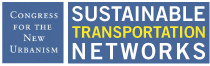 CONGRESS
FOR THE
NEW
URBANISM
SUSTAINABLE
TRANSPORTATION
NETWORKS